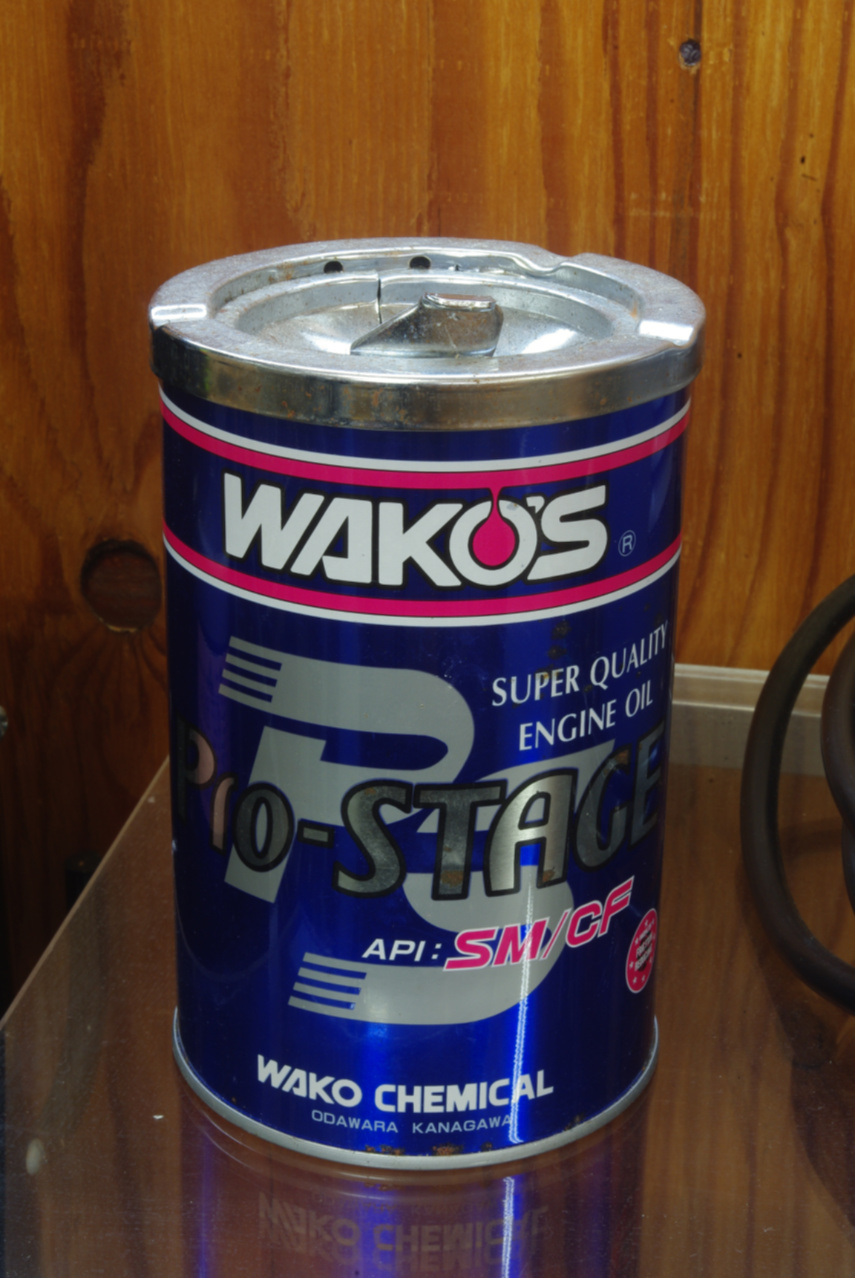 WAKO'S ®
SUPER QUALITY
ENGINE OIL
Pro-STAGE
API: SM/CF
WAKO CHEMICAL
ODAWARA KANAGAWA